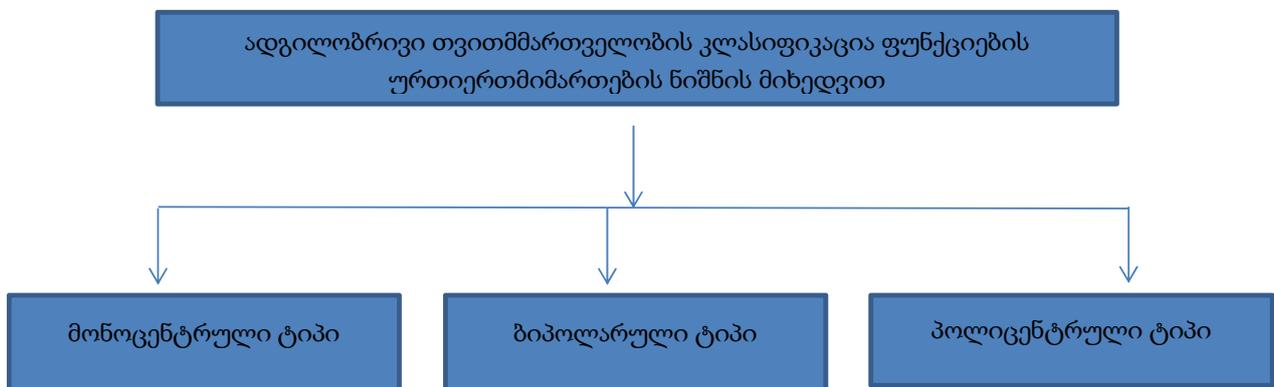 ადგილობრივი თვითმმართველობის კლასიფიკაცია ფუნქციების
ურთიერთმიმართების ნიშნის მიხედვით
მონოცენტრული ტიპი
ბიპოლარული ტიპი
პოლიცენტრული ტიპი